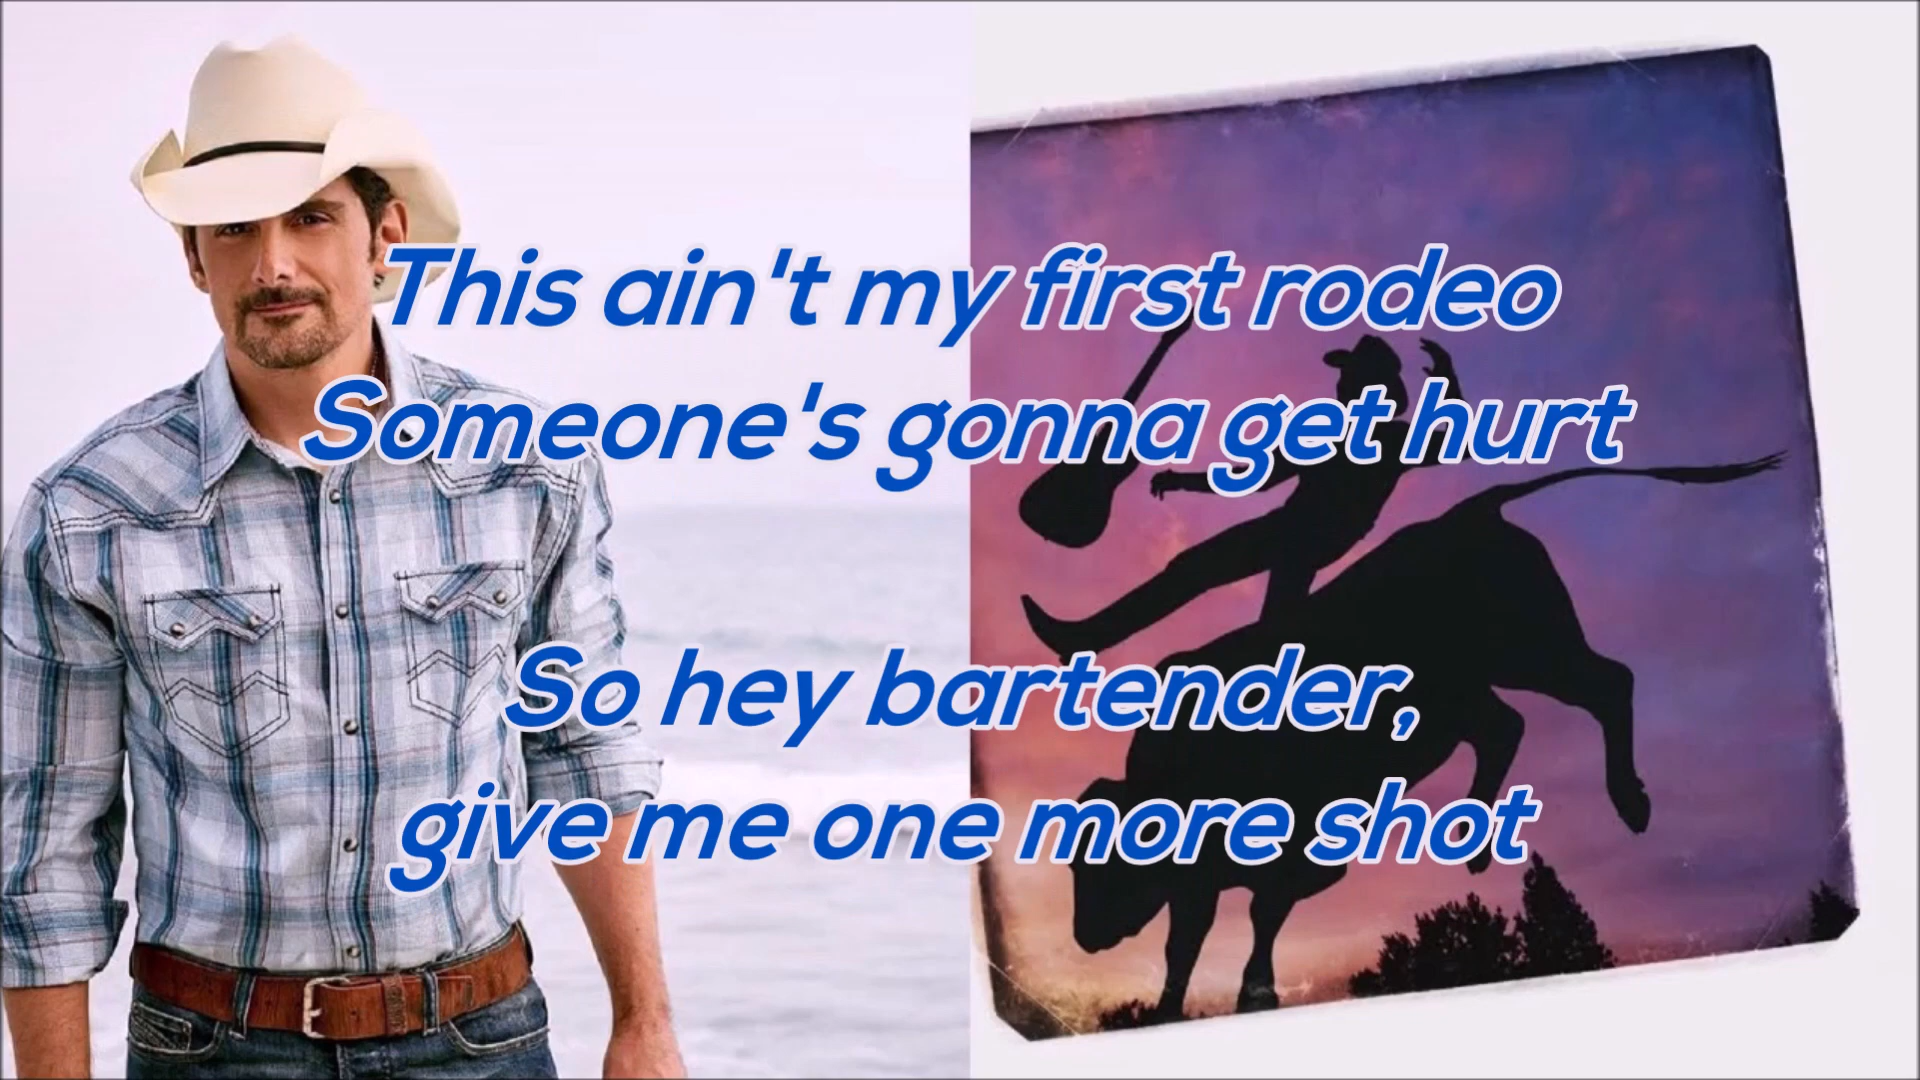 This ain't my first rodeo
Someone's gonna get hurt
So hey bartender,
give me one more shot